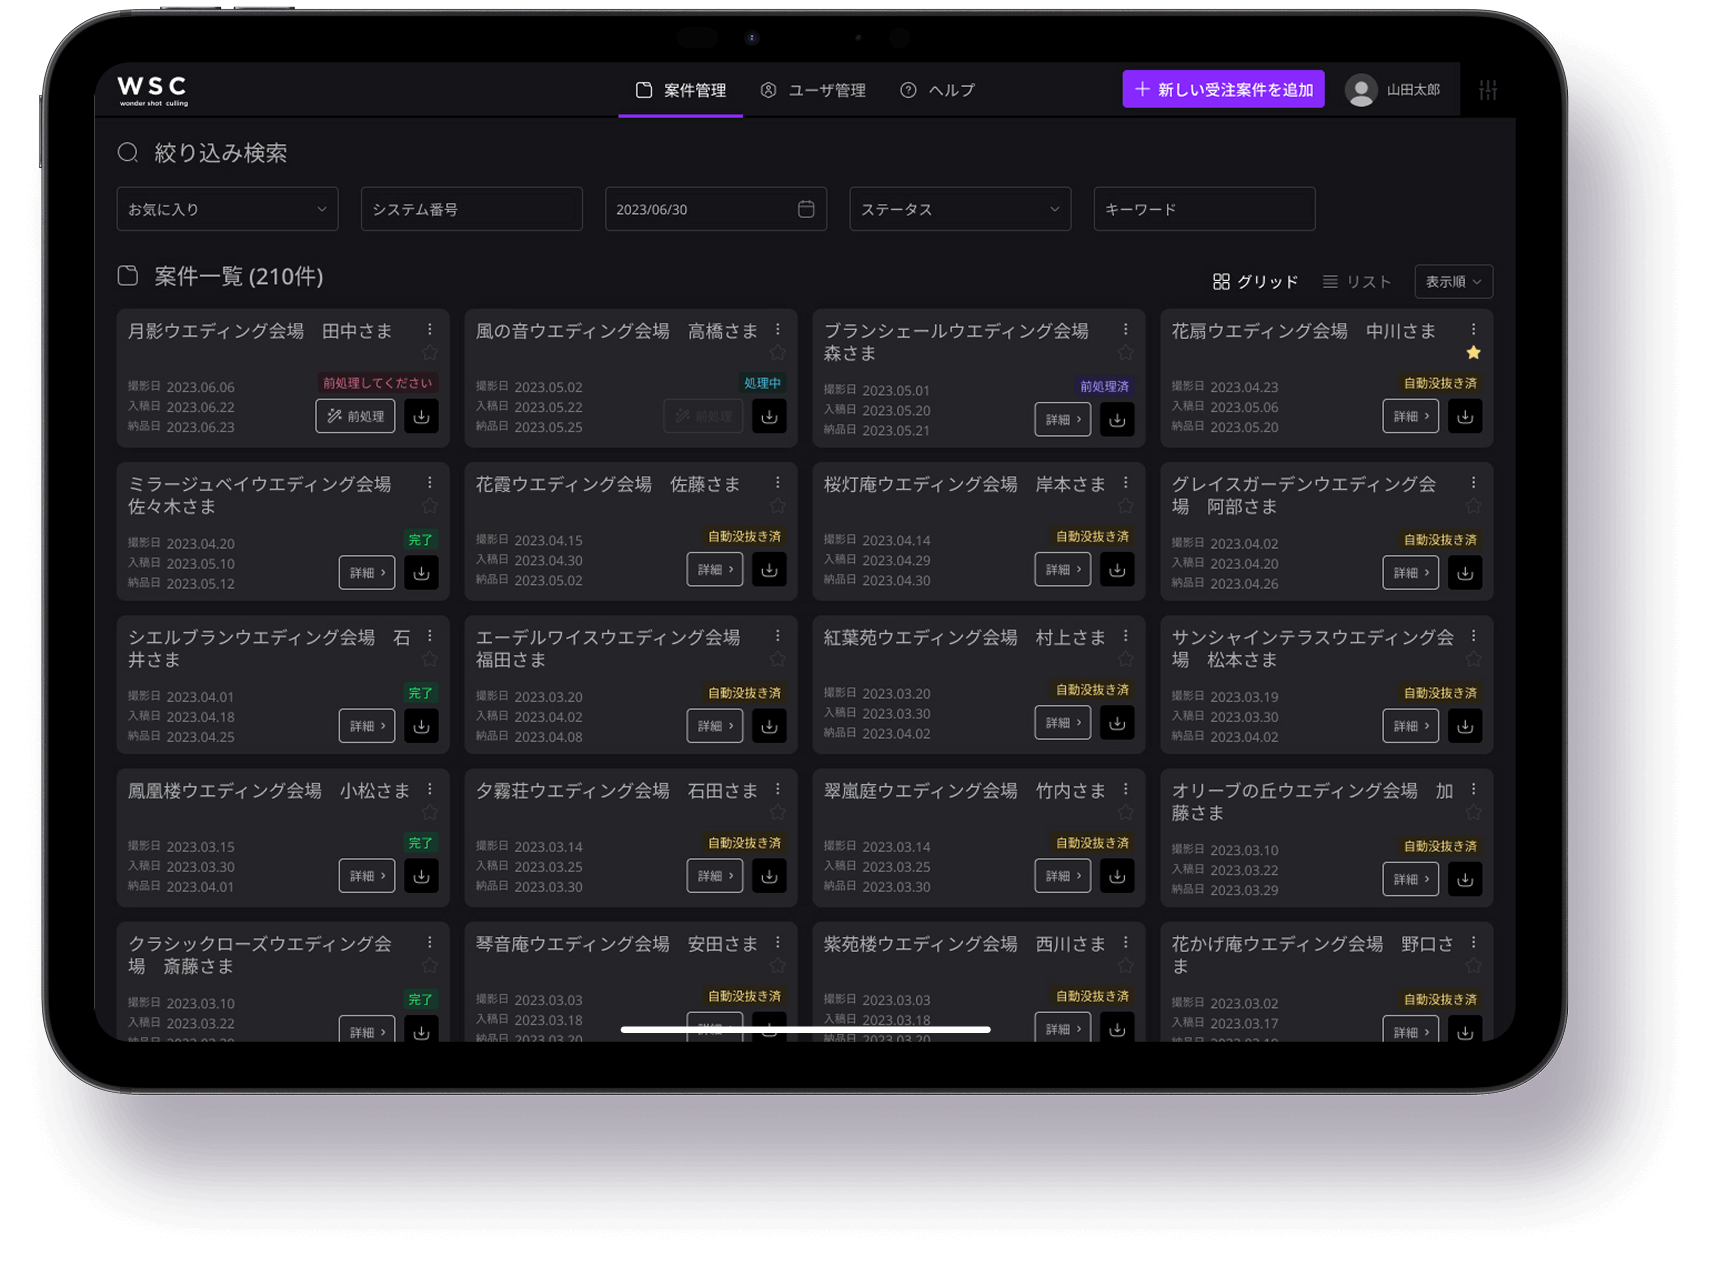 WSC
wonder shot culling
案件管理
ユーザ管理
ヘルプ
新しい受注案件を追加
山田太郎
絞り込み検索
お気に入り
システム番号
2023/06/30
ステータス
キーワード
案件一覧 (210件)
グリッド
リスト
表示順
月影ウエディング会場　田中さま
撮影日 2023.06.06
入稿日 2023.06.22
納品日 2023.06.23
前処理してください
前処理
風の音ウエディング会場　高橋さま
撮影日 2023.05.02
入稿日 2023.05.22
納品日 2023.05.25
処理中
前処理
ブランシェールウエディング会場
森さま
撮影日 2023.05.01
入稿日 2023.05.20
納品日 2023.05.21
前処理済
詳細
花扇ウエディング会場　中川さま
撮影日 2023.04.23
入稿日 2023.05.06
納品日 2023.05.20
自動没抜き済
詳細
ミラージュベイウエディング会場
佐々木さま
撮影日 2023.04.20
入稿日 2023.05.10
納品日 2023.05.12
完了
詳細
花霞ウエディング会場　佐藤さま
撮影日 2023.04.15
入稿日 2023.04.30
納品日 2023.05.02
自動没抜き済
詳細
桜灯庵ウエディング会場　岸本さま
撮影日 2023.04.14
入稿日 2023.04.29
納品日 2023.04.30
自動没抜き済
詳細
グレイスガーデンウエディング会
場　阿部さま
撮影日 2023.04.02
入稿日 2023.04.20
納品日 2023.04.26
自動没抜き済
詳細
シエルブランウエディング会場　石
井さま
撮影日 2023.04.01
入稿日 2023.04.18
納品日 2023.04.25
完了
詳細
エーデルワイスウエディング会場
福田さま
撮影日 2023.03.20
入稿日 2023.04.02
納品日 2023.04.08
自動没抜き済
詳細
紅葉苑ウエディング会場　村上さま
撮影日 2023.03.20
入稿日 2023.03.30
納品日 2023.04.02
自動没抜き済
詳細
サンシャインテラスウエディング会
場　松本さま
撮影日 2023.03.19
入稿日 2023.03.30
納品日 2023.04.02
自動没抜き済
詳細
鳳凰楼ウエディング会場　小松さま
撮影日 2023.03.15
入稿日 2023.03.30
納品日 2023.04.01
完了
詳細
夕霧荘ウエディング会場　石田さま
撮影日 2023.03.14
入稿日 2023.03.25
納品日 2023.03.30
自動没抜き済
詳細
翠嵐庭ウエディング会場　竹内さま
撮影日 2023.03.14
入稿日 2023.03.25
納品日 2023.03.30
自動没抜き済
詳細
オリーブの丘ウエディング会場　加
藤さま
撮影日 2023.03.10
入稿日 2023.03.22
納品日 2023.03.29
自動没抜き済
詳細
クラシックローズウエディング会
場　斎藤さま
撮影日 2023.03.10
入稿日 2023.03.22
完了
詳細
琴音庵ウエディング会場　安田さま
撮影日 2023.03.03
入稿日 2023.03.18
納品日 2023.03.20
自動没抜き済
詳細
紫苑楼ウエディング会場　西川さま
撮影日 2023.03.03
入稿日 2023.03.18
納品日 2023.03.20
自動没抜き済
詳細
花かげ庵ウエディング会場　野口さ
ま
撮影日 2023.03.02
入稿日 2023.03.17
自動没抜き済
詳細